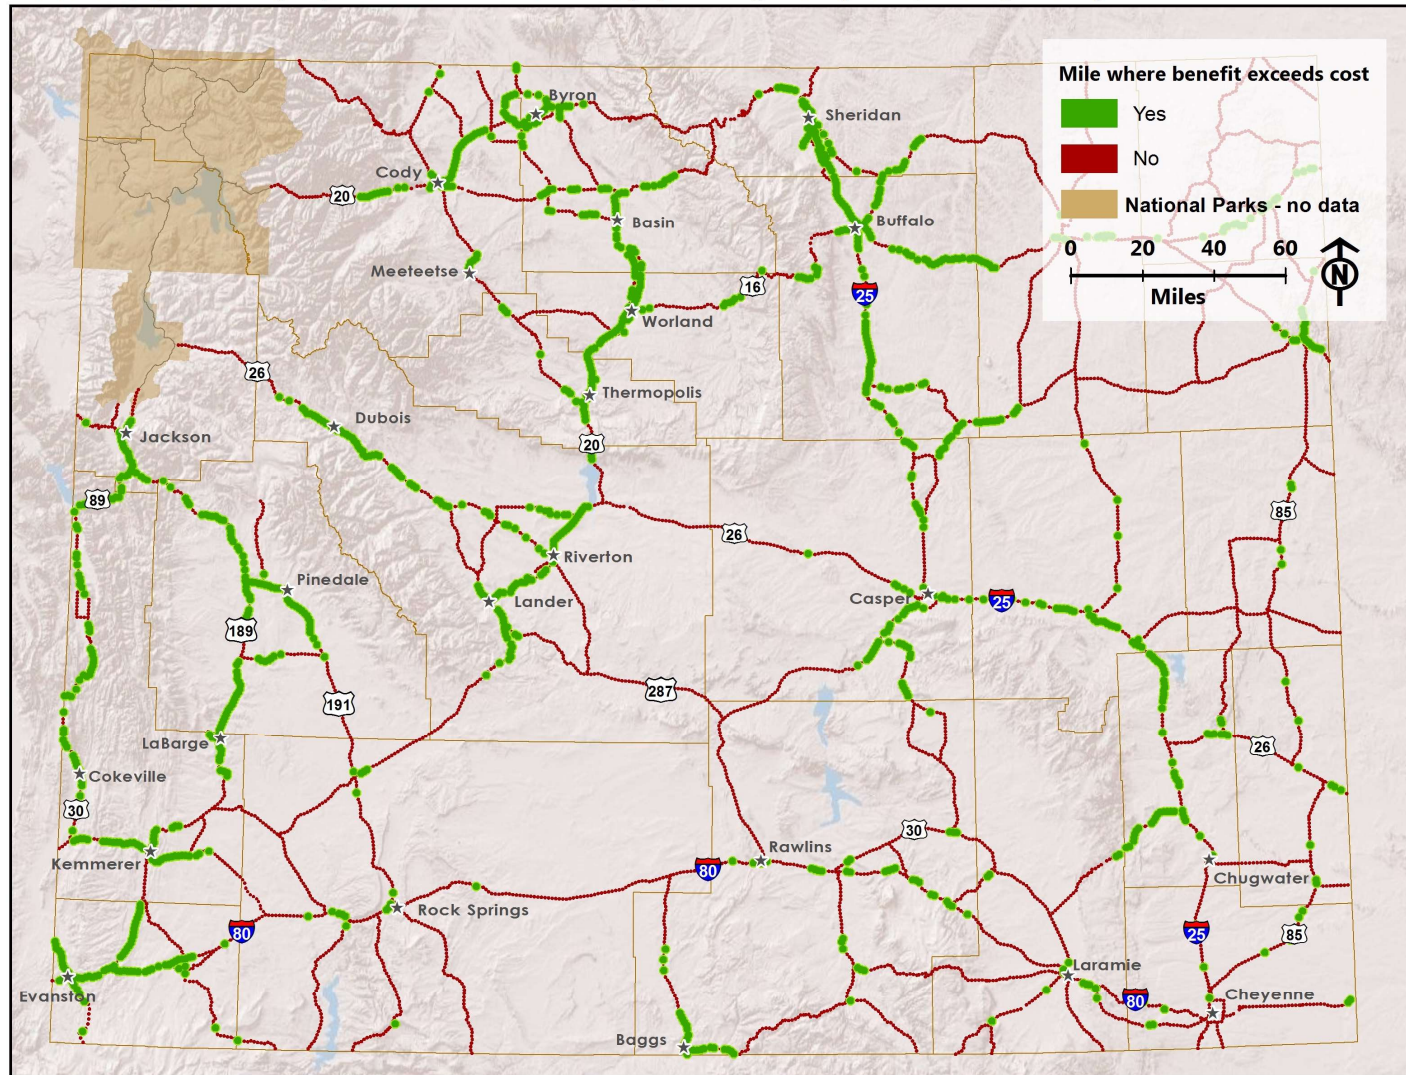 Mile where benefit exceeds cost
Yes
No
National Parks - no data
0 20 40 60
Miles
N
Byron
Sheridan
Cody
20
Basin
Buffalo
Meeteetse
16
25
Worland
26
Thermopolis
Dubois
Jackson
20
89
85
26
Riverton
Pinedale
Casper
25
Lander
189
287
191
LaBarge
26
Cokeville
30
30
Kemmerer
Rawlins
80
Chugwater
Rock Springs
80
25
85
Laramie
Evanston
80
Cheyenne
Baggs